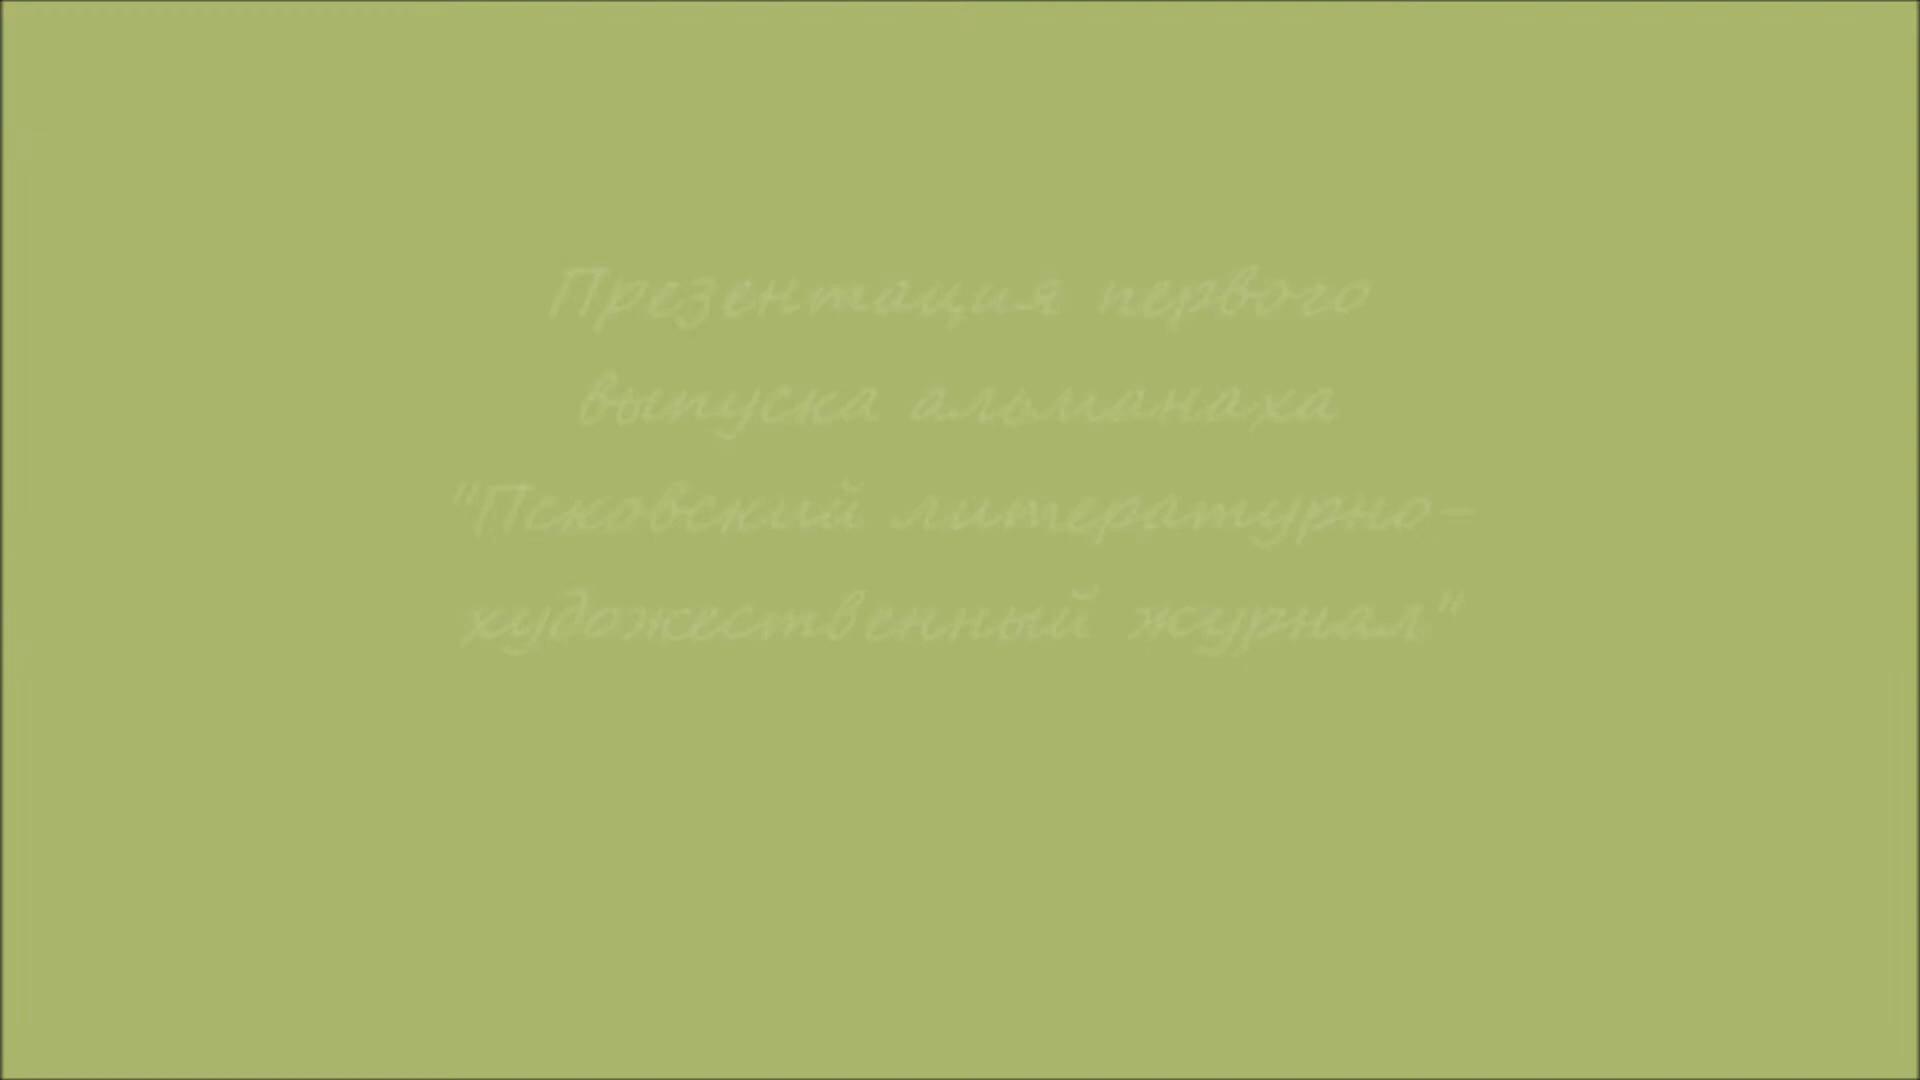 Презентация первого
выпуска альманаха
"Псковский литературно-
художественный журнал"